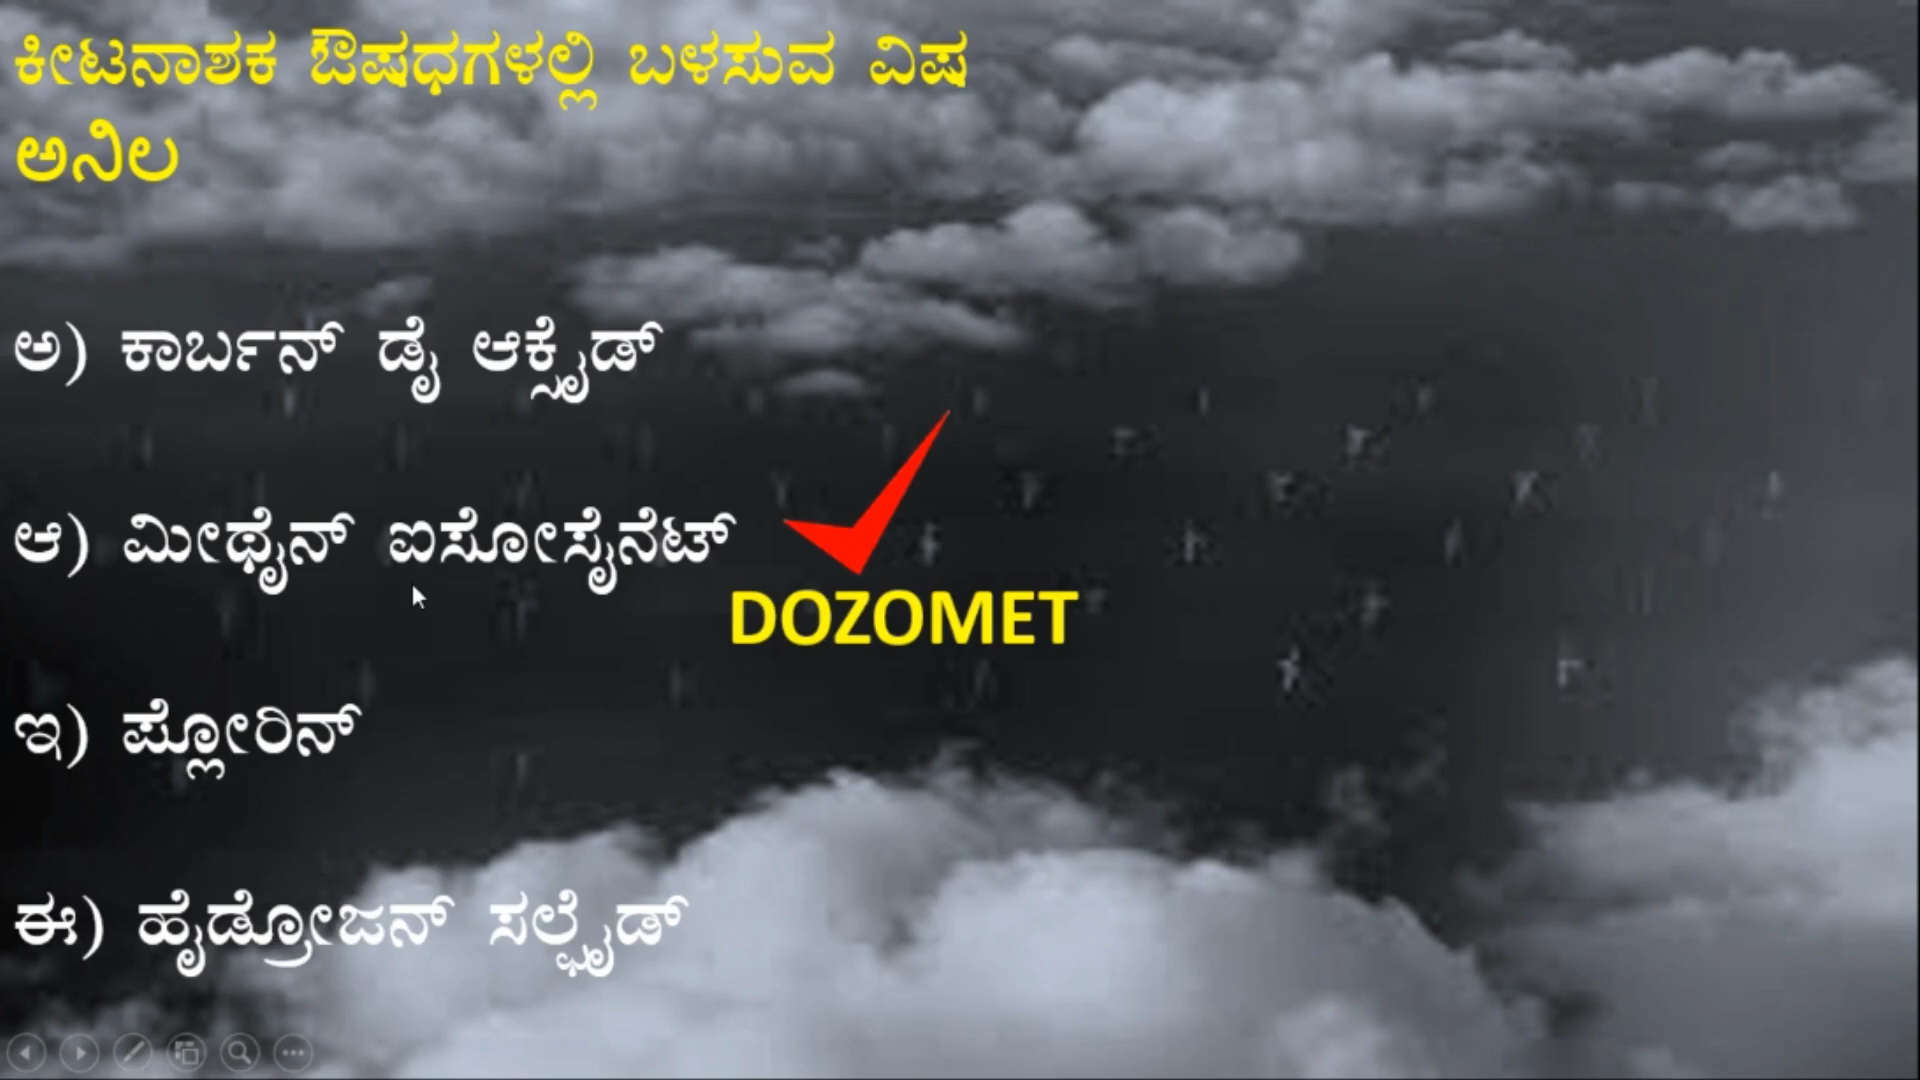 ಕೀಟನಾಶಕ ಔಷಧಗಳಲ್ಲಿ ಬಳಸುವ ವಿಷ
ಅನಿಲ
ಅ) ಕಾರ್ಬನ್ ಡೈ ಆಕ್ಸೈಡ್
ಆ) ಮೀಥೈನ್ ಐಸೋಸೈನೆಟ್
DOZOMET
ಇ) ಪ್ಲೋರಿನ್
ಈ) ಹೈಡ್ರೋಜನ್ ಸಲ್ಫೈಡ್